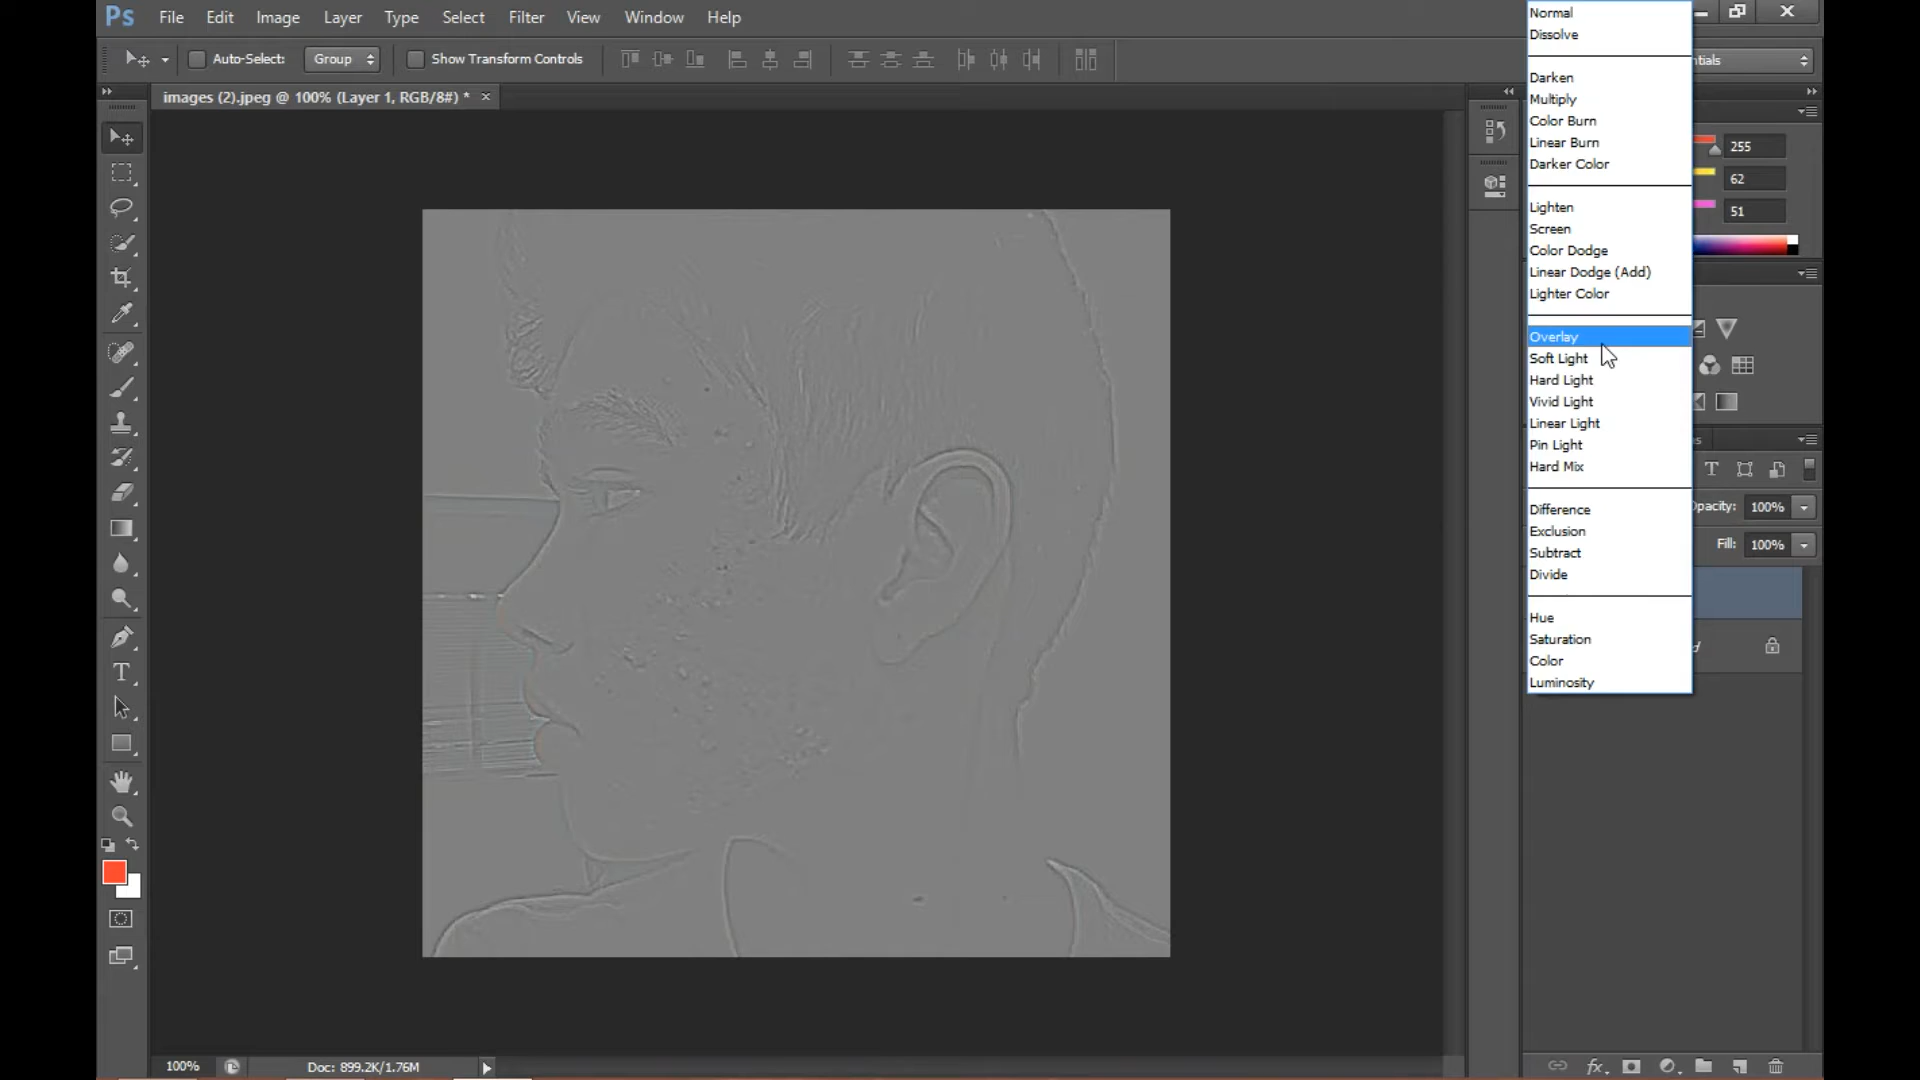 Ps File Edit Image Layer Type Select Filter View Window Help
Auto-Select: Group Show Transform Controls
images (2).jpeg @ 100% (Layer 1, RGB/8#) * ×
Normal
Dissolve
Darken
Multiply
Color Burn
Linear Burn
Darker Color
Lighten
Screen
Color Dodge
Linear Dodge (Add)
Lighter Color
Overlay
Soft Light
Hard Light
Vivid Light
Linear Light
Pin Light
Hard Mix
Difference
Exclusion
Subtract
Divide
Hue
Saturation
Color
Luminosity
255
62
51
Opacity: 100%
Fill: 100%
100% Doc: 899.2K/1.76M